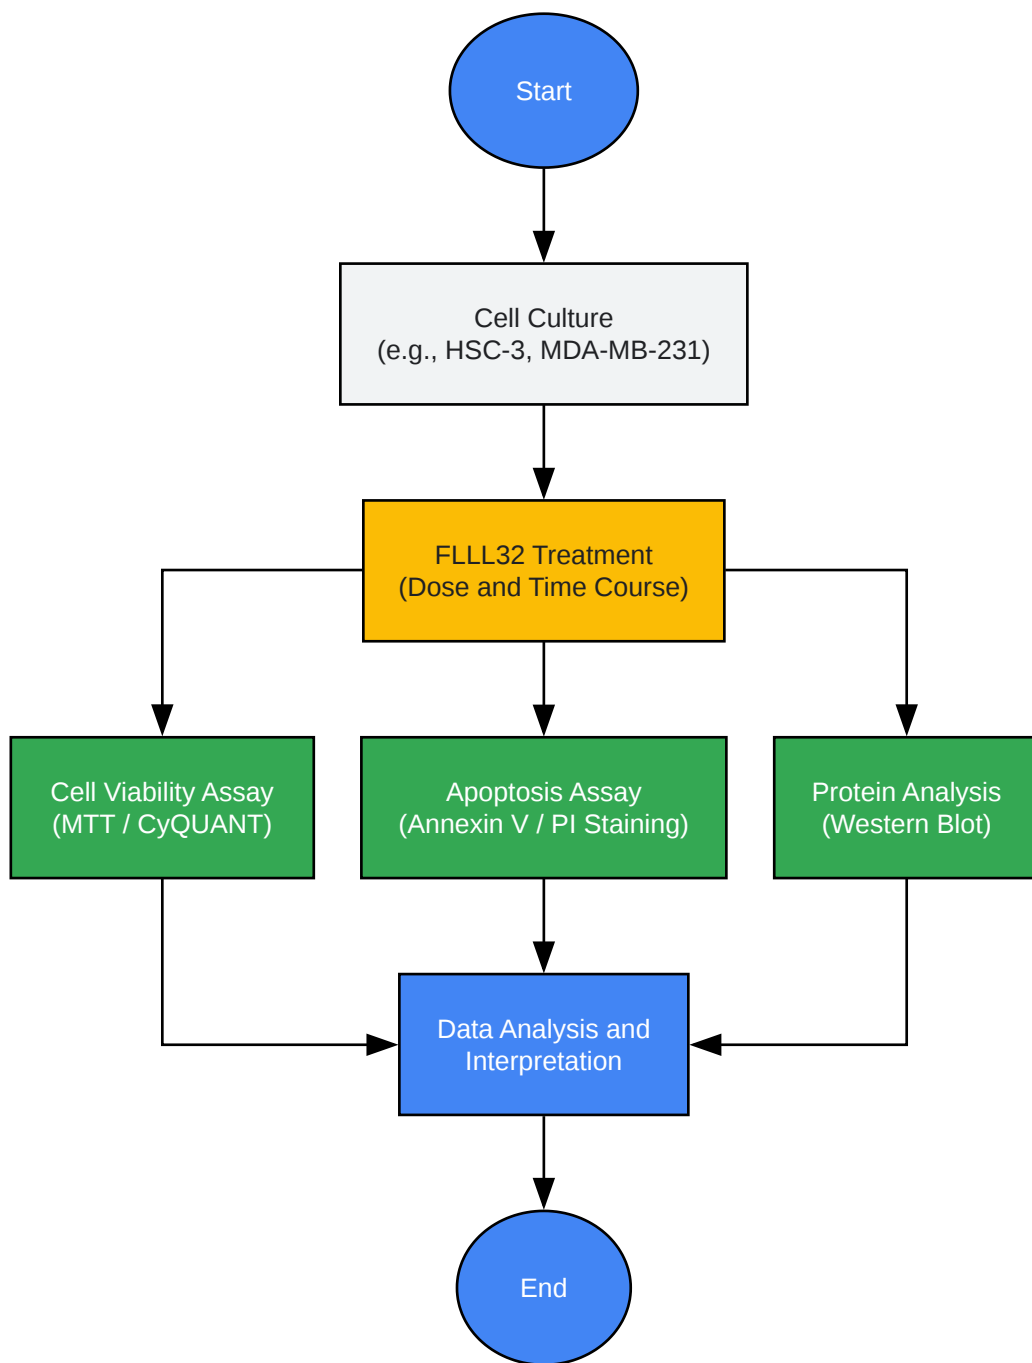 Start
Cell Culture
(e.g., HSC-3, MDA-MB-231)
FLLL32 Treatment
(Dose and Time Course)
Cell Viability Assay
(MTT / CyQUANT)
Apoptosis Assay
(Annexin V / PI Staining)
Protein Analysis
(Western Blot)
Data Analysis and
Interpretation
End